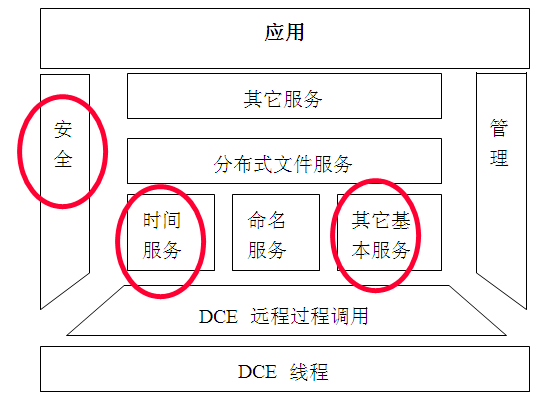 应用
其它服务
安
全
管
理
分布式文件服务
时间
服务
命名
服务
其它基
本服务
DCE 远程过程调用
DCE 线程